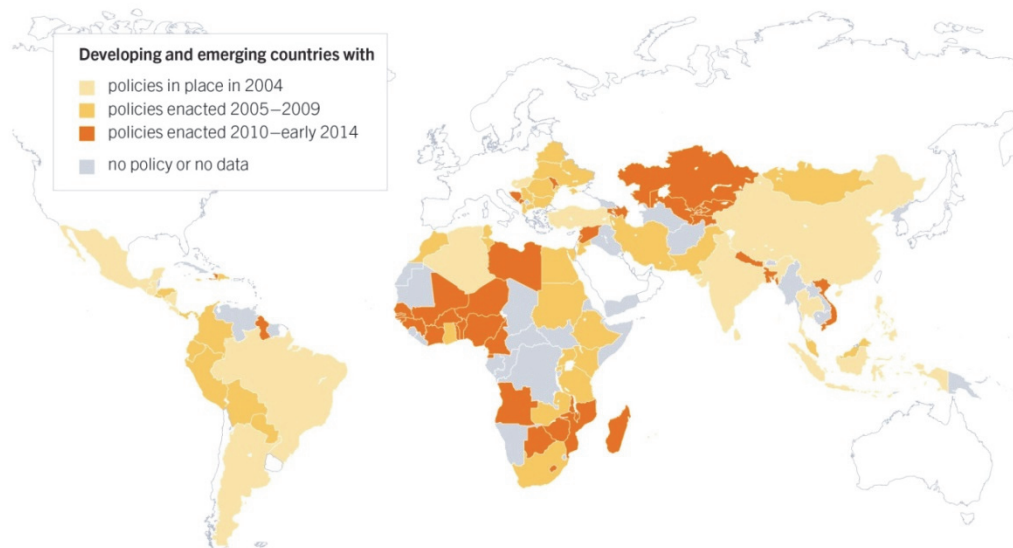 Developing and emerging countries with
policies in place in 2004
policies enacted 2005–2009
policies enacted 2010–early 2014
no policy or no data